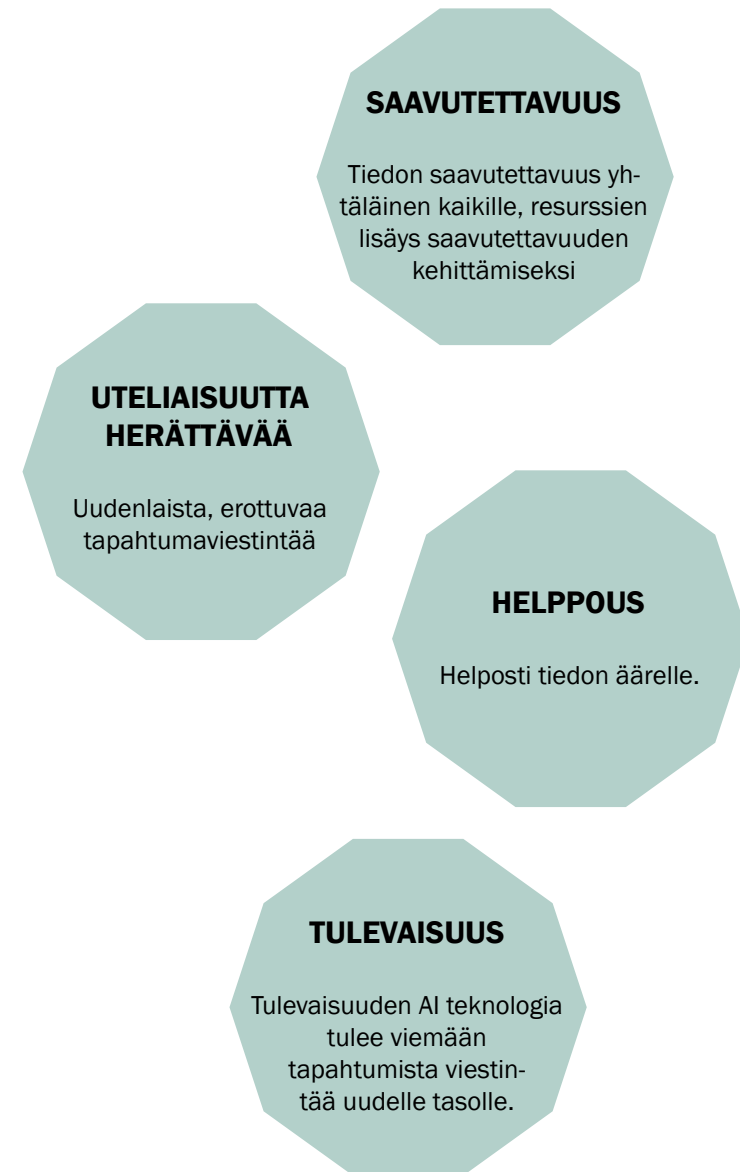 SAAVUTETTAVUUS
Tiedon saavutettavuus yh-
täläinen kaikille, resurssien
lisäys saavutettavuuden
kehittämiseksi
UTELIAISUUTTA
HERÄTTÄVÄÄ
Uudenlaista, erottuvaa
tapahtumaviestintää
HELPPOUS
Helposti tiedon äärelle.
TULEVAISUUS
Tulevaisuuden AI teknologia
tulee viemään
tapahtumista viestin-
tää uudelle tasolle.